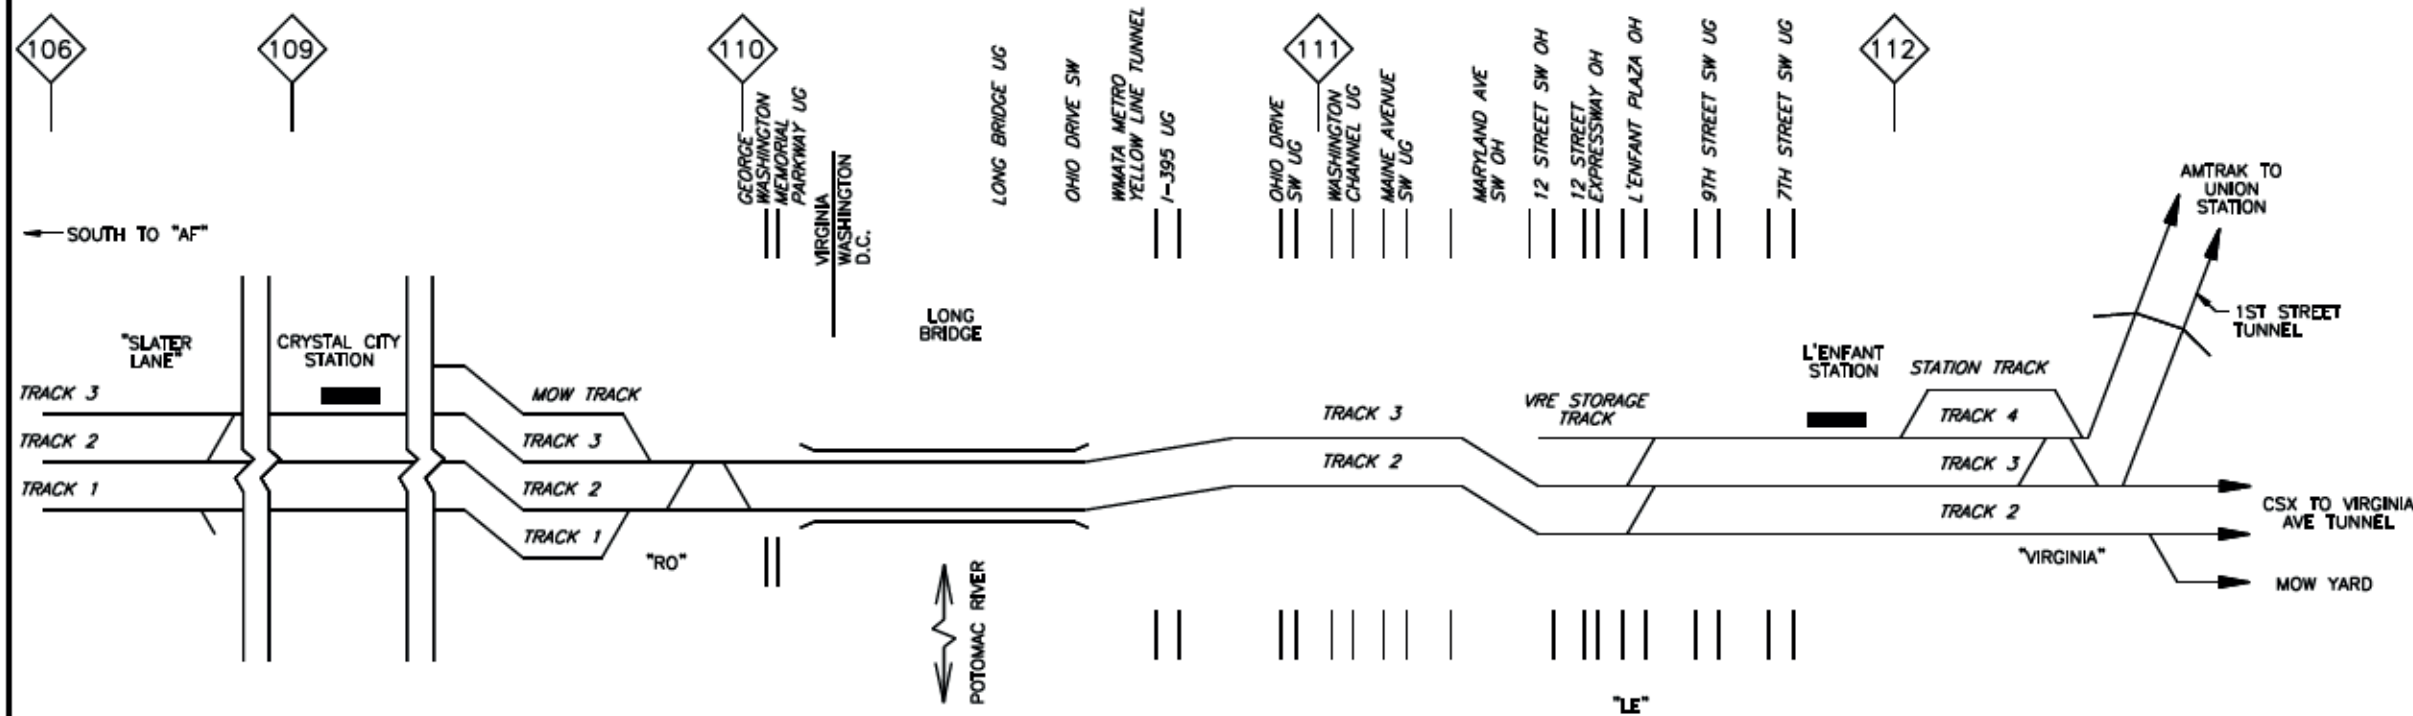 106
109
110
111
112
GEORGE
WASHINGTON
MEMORIAL
PARKWAY UG
VIRGINIA
WASHINGTON
D.C.
LONG BRIDGE UG
OHIO DRIVE SW
WMATA METRO
YELLOW LINE TUNNEL
I-395 UG
OHIO DRIVE
SW UG
WASHINGTON
CHANNEL UG
MAINE AVENUE
SW UG
MARYLAND AVE
SW OH
12 STREET SW OH
12 STREET
EXPRESSWAY OH
L'ENFANT PLAZA OH
9TH STREET SW UG
7TH STREET SW UG
AMTRAK TO
UNION
STATION
SOUTH TO "AF"
1ST STREET
TUNNEL
"SLATER
LANE"
CRYSTAL CITY
STATION
LONG
BRIDGE
L'ENFANT
STATION
STATION TRACK
TRACK 3
MOW TRACK
VRE STORAGE
TRACK
TRACK 3
TRACK 4
TRACK 2
TRACK 3
TRACK 2
TRACK 3
TRACK 1
TRACK 2
TRACK 2
CSX TO VIRGINIA
AVE TUNNEL
TRACK 1
"RO"
"VIRGINIA"
MOW YARD
POTOMAC RIVER
"LE"